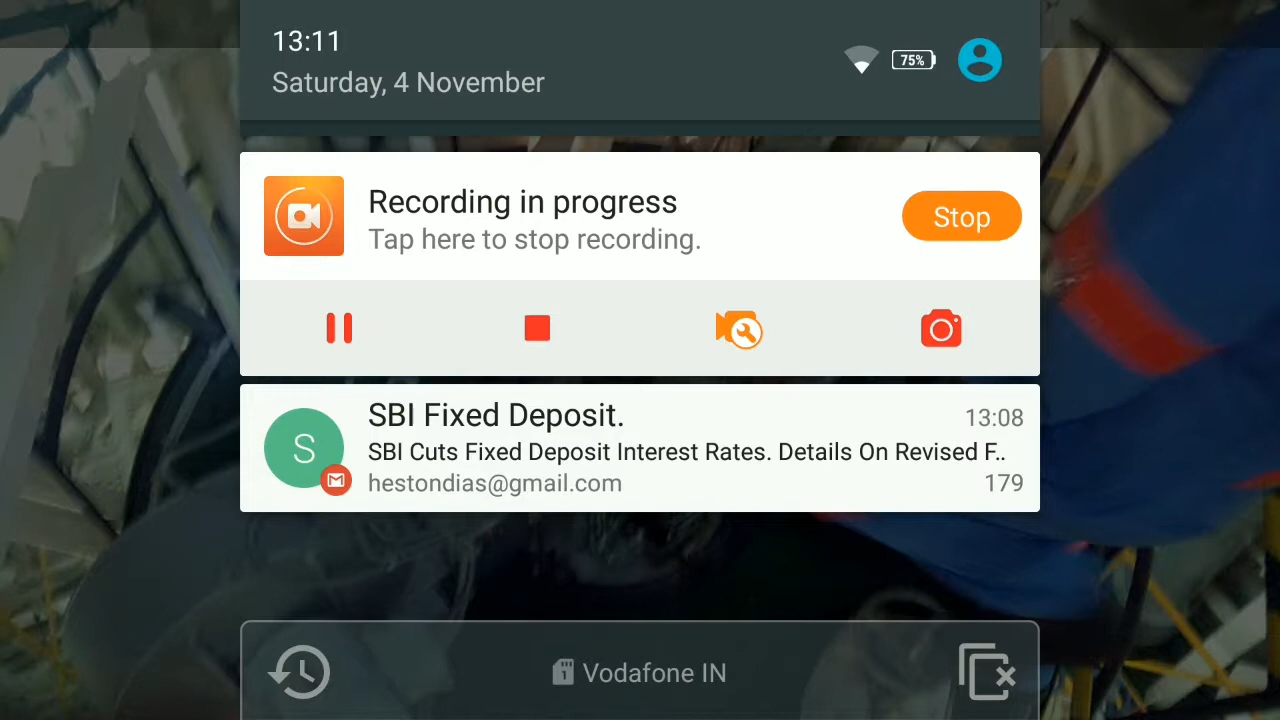 13:11
Saturday, 4 November
75%
Recording in progress
Tap here to stop recording.
Stop
S
SBI Fixed Deposit.
13:08
SBI Cuts Fixed Deposit Interest Rates. Details On Revised F..
hestondias@gmail.com
179
1
Vodafone IN